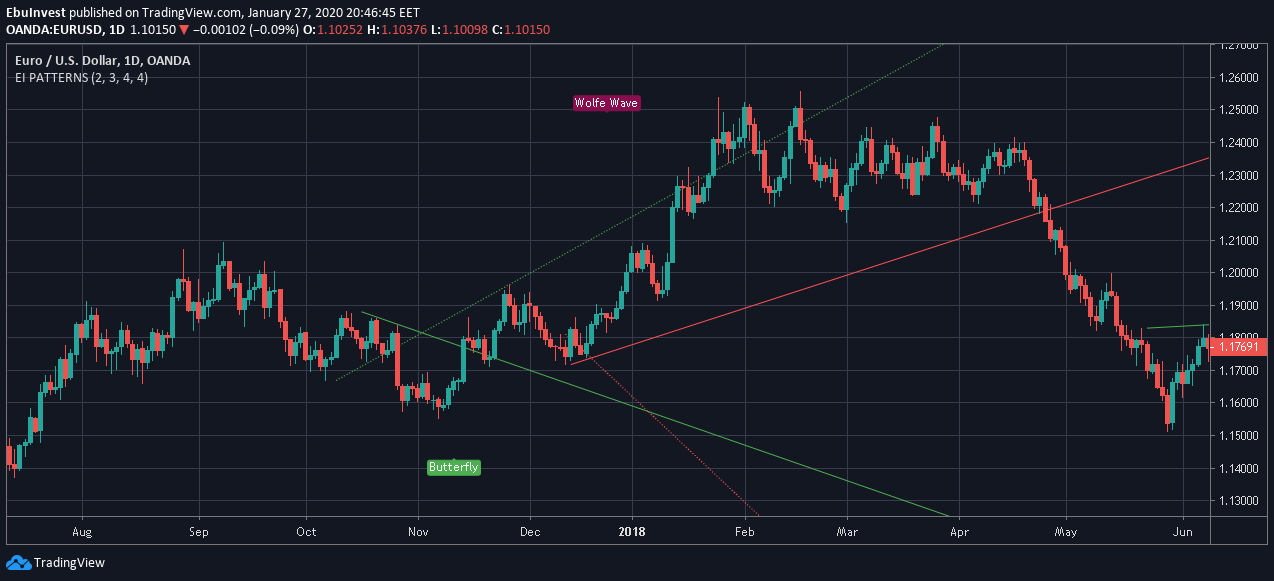 EbuInvest published on TradingView.com, January 27, 2020 20:46:45 EET
OANDA:EURUSD, 1D 1.10150 ▼ −0.00102 (−0.09%) O:1.10252 H:1.10376 L:1.10098 C:1.10150
Euro / U.S. Dollar, 1D, OANDA
EI PATTERNS (2, 3, 4, 4)
Wolfe Wave
Butterfly
1.27000
1.26000
1.25000
1.24000
1.23000
1.22000
1.21000
1.20000
1.19000
1.18000
1.17691
1.17000
1.16000
1.15000
1.14000
1.13000
Aug Sep Oct Nov Dec 2018 Feb Mar Apr May Jun
TradingView